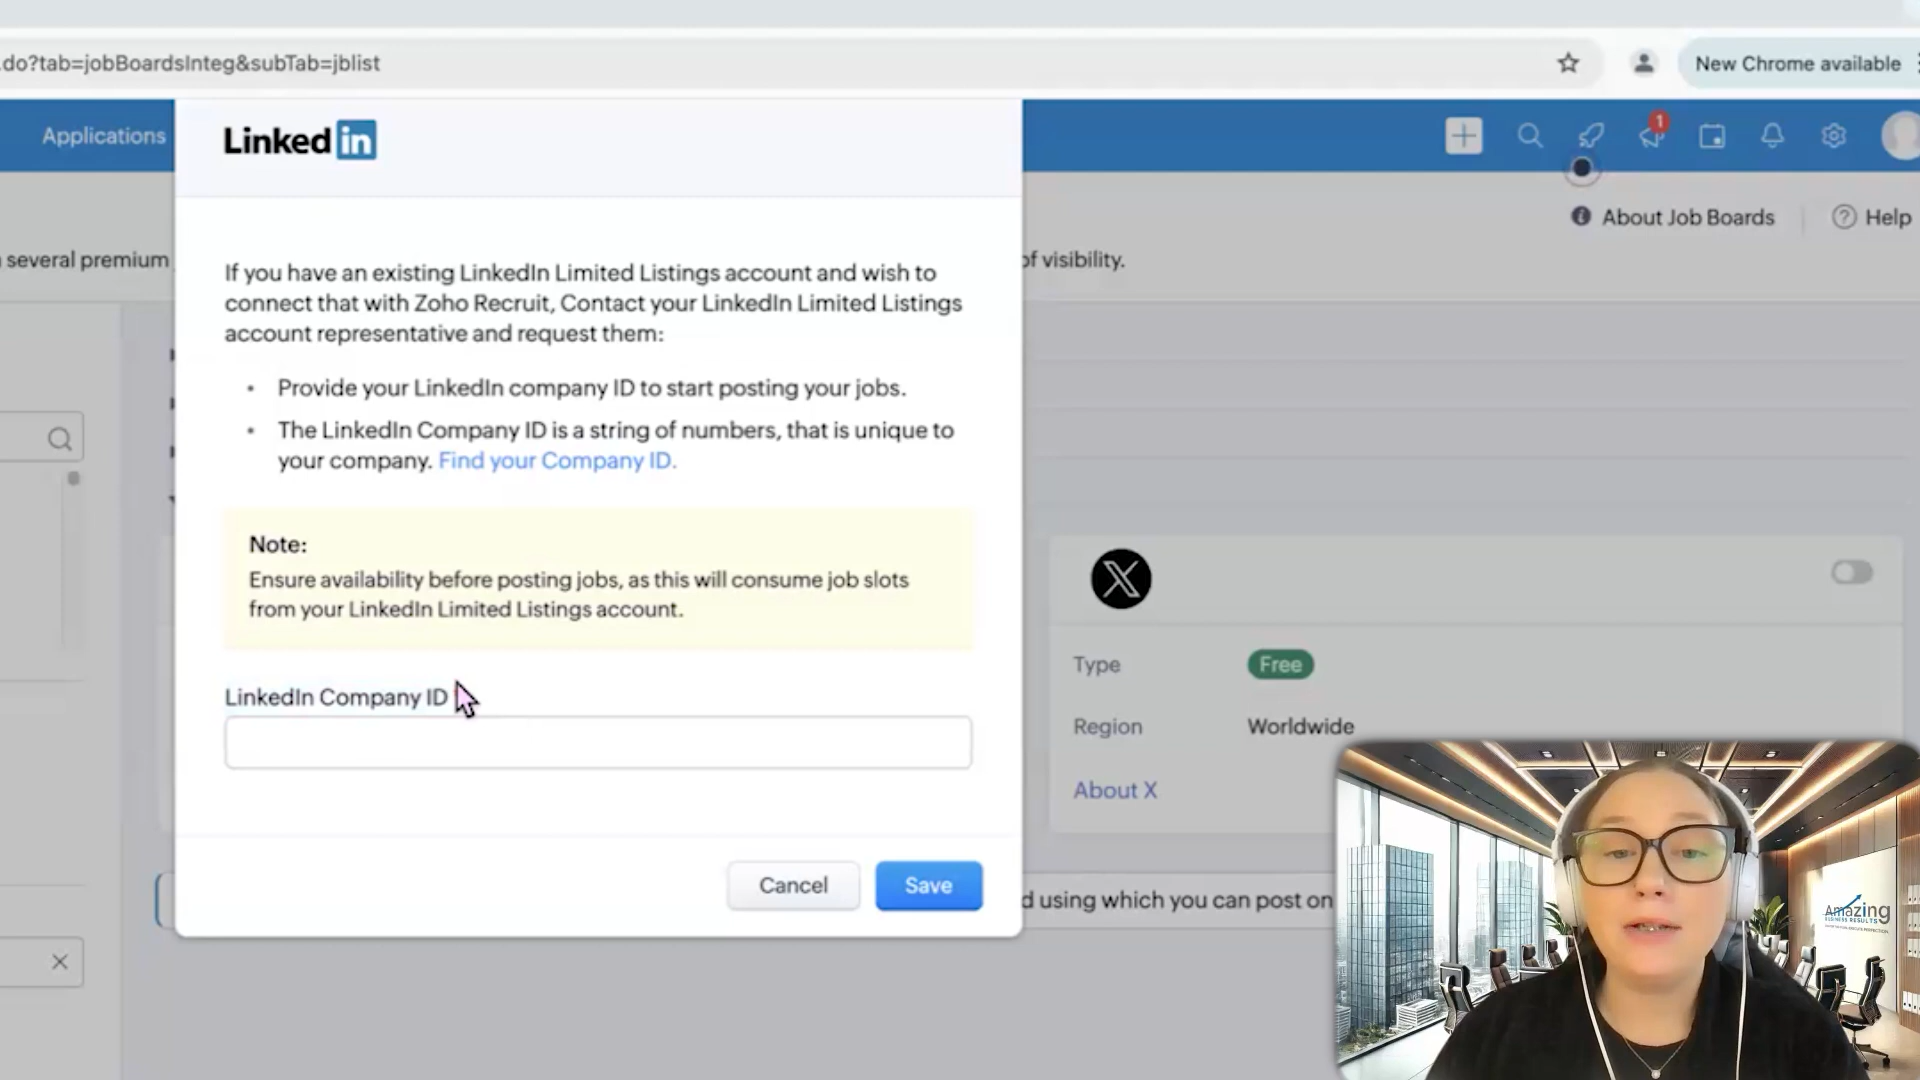 .do?tab=jobBoardsInteg&subTab=jblist
New Chrome available
Applications
Linked in
1
About Job Boards
Help
several premium
of visibility.
If you have an existing LinkedIn Limited Listings account and wish to
connect that with Zoho Recruit, Contact your LinkedIn Limited Listings
account representative and request them:
• Provide your LinkedIn company ID to start posting your jobs.
• The LinkedIn Company ID is a string of numbers, that is unique to
your company. Find your Company ID.
Note:
Ensure availability before posting jobs, as this will consume job slots
from your LinkedIn Limited Listings account.
LinkedIn Company ID
Cancel
Save
X
Type
Free
Region
Worldwide
About X
d using which you can post on
Amazing
BUSINESS RESULTS